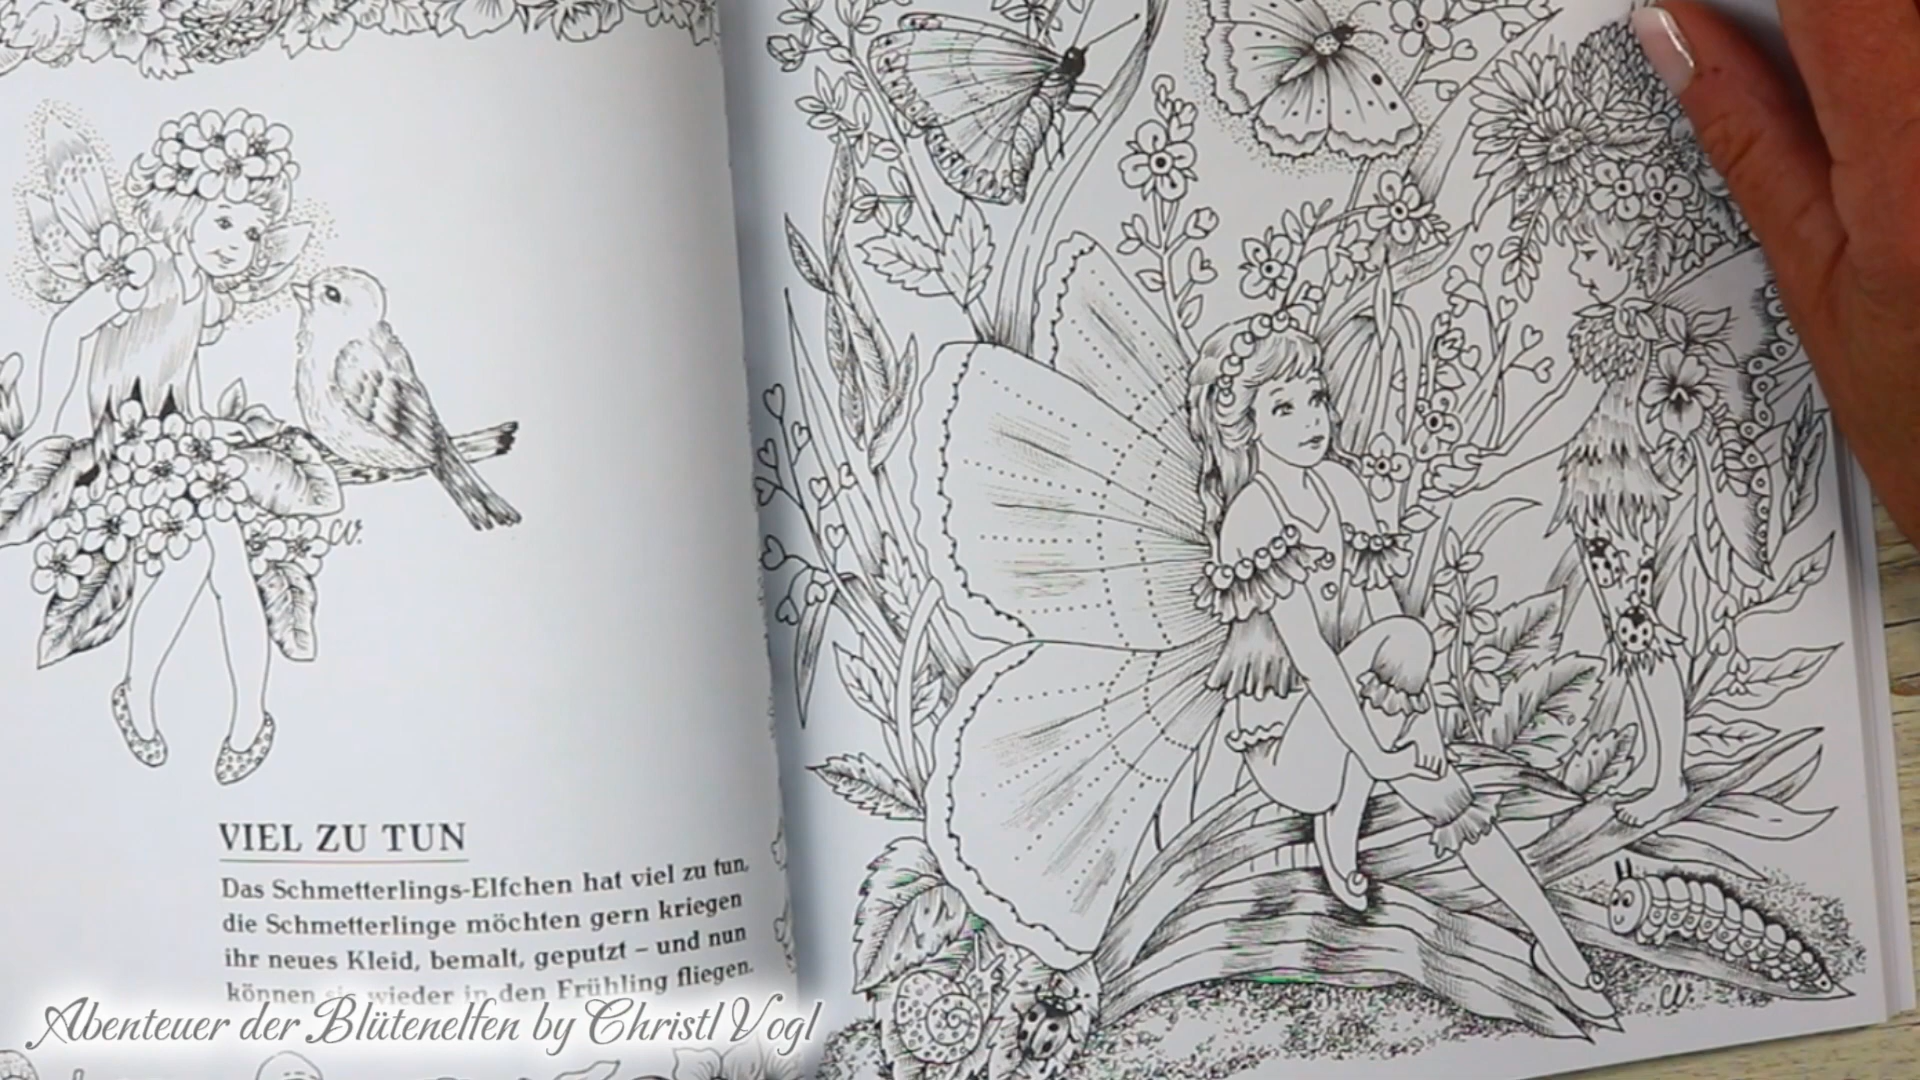 VIEL ZU TUN
Das Schmetterlings-Elfchen hat viel zu tun,
die Schmetterlinge möchten gern kriegen
ihr neues Kleid, bemalt, geputzt – und nun
können sie wieder in den Frühling fliegen.
Abenteuer der Blütenelfen by Christl Vogl